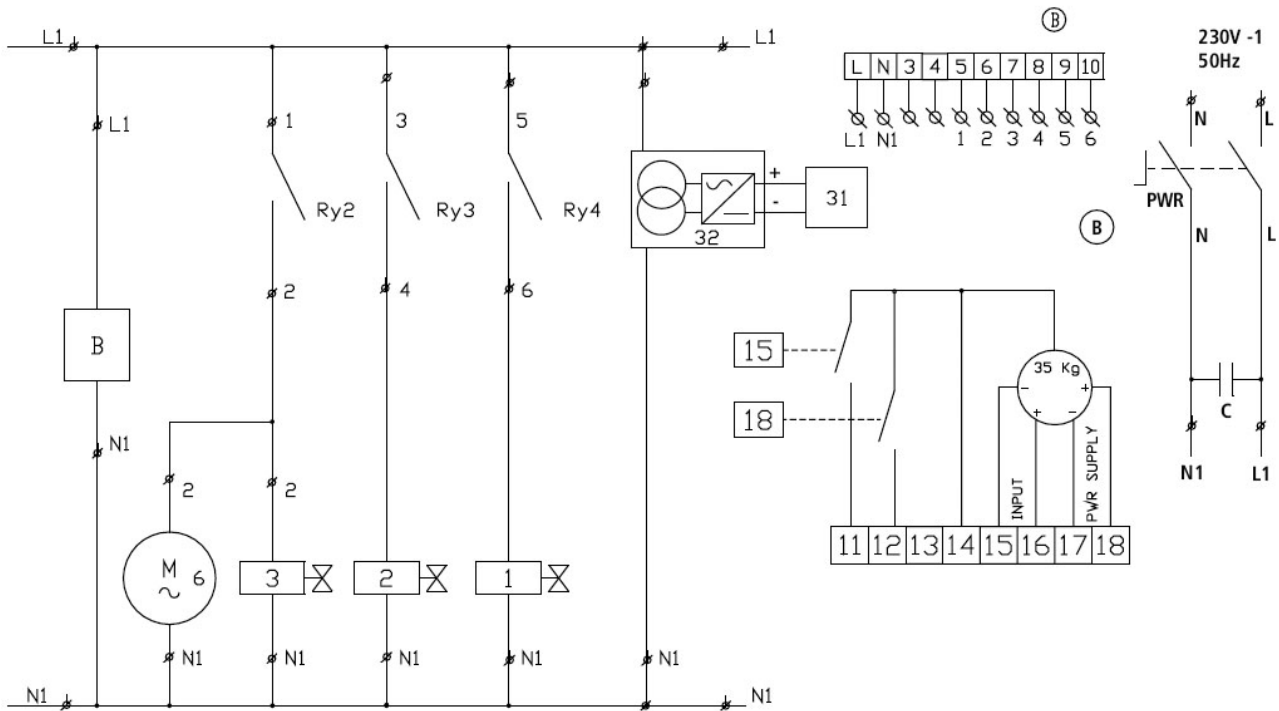 L1 L1
L1 1 3 5
Ry2 Ry3 Ry4
+
-
31
32
2 4 6
B
N1
2 2
M 6
3 2 1
N1 N1 N1 N1 N1
N1 N1
B
L N 3 4 5 6 7 8 9 10
L1 N1 1 2 3 4 5 6
230V -1
50Hz
N L
PWR
N L
C
N1 L1
B
15
18
35 Kg
- +
+ -
INPUT
PWR SUPPLY
11 12 13 14 15 16 17 18